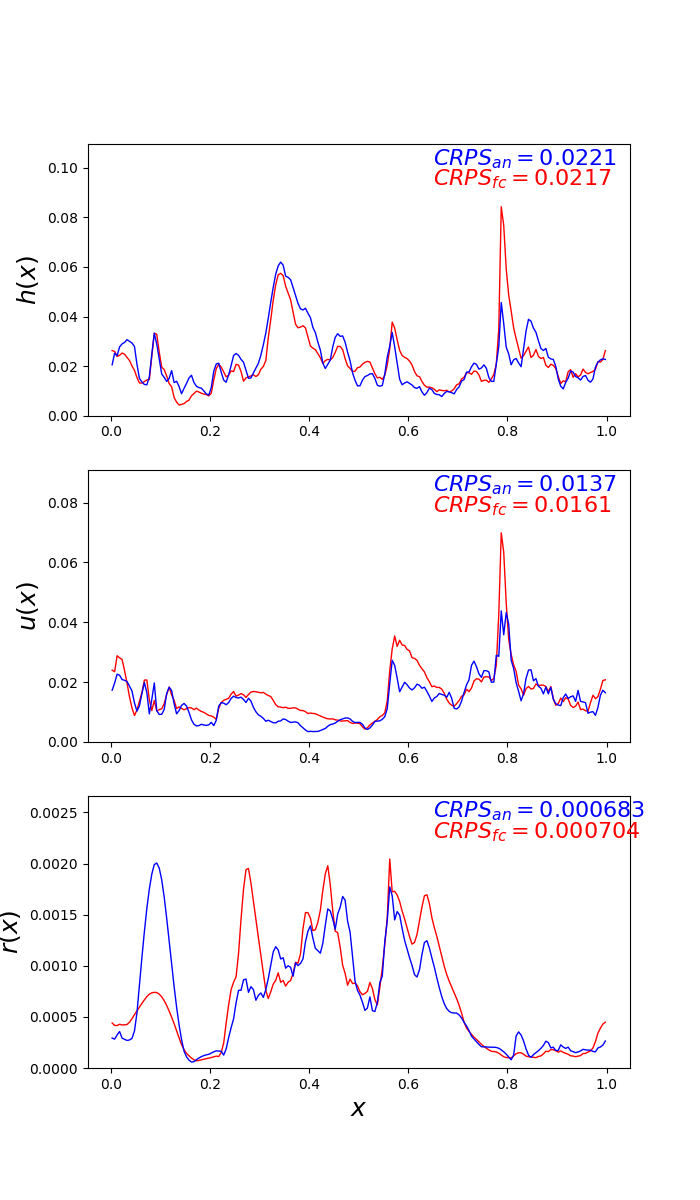 CRPS_an = 0.0221
CRPS_fc = 0.0217
0.10
0.08
0.06
0.04
0.02
0.00
h(x)
0.0 0.2 0.4 0.6 0.8 1.0
CRPS_an = 0.0137
CRPS_fc = 0.0161
0.08
0.06
0.04
0.02
0.00
u(x)
0.0 0.2 0.4 0.6 0.8 1.0
CRPS_an = 0.000683
CRPS_fc = 0.000704
0.0025
0.0020
0.0015
0.0010
0.0005
0.0000
r(x)
0.0 0.2 0.4 0.6 0.8 1.0
x